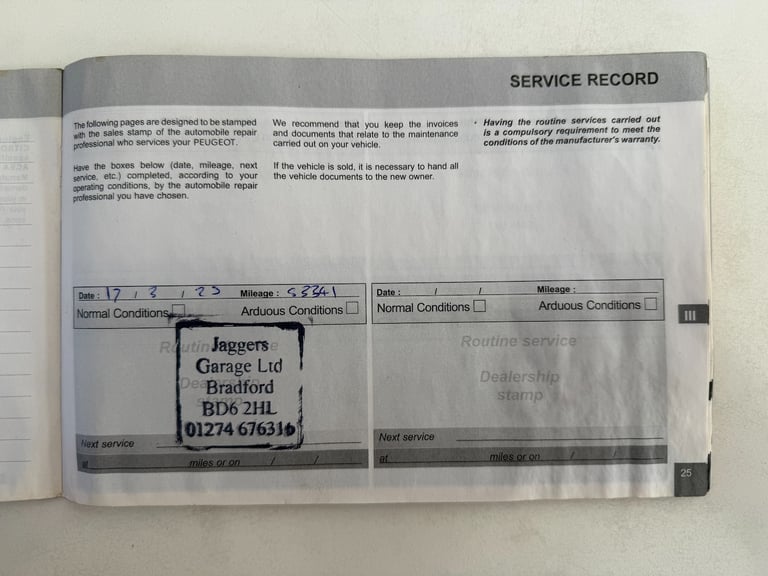 SERVICE RECORD
The following pages are designed to be stamped
with the sales stamp of the automobile repair
professional who services your PEUGEOT.
Have the boxes below (date, mileage, next
service, etc.) completed, according to your
operating conditions, by the automobile repair
professional you have chosen.
We recommend that you keep the invoices
and documents that relate to the maintenance
carried out on your vehicle.
If the vehicle is sold, it is necessary to hand all
the vehicle documents to the new owner.
• Having the routine services carried out
is a compulsory requirement to meet the
conditions of the manufacturer's warranty.
Date : 17 / 3 / 23 Mileage : 53341
Normal Conditions Arduous Conditions
Routine service
Dealership
stamp
Jaggers
Garage Ltd
Bradford
BD6 2HL
01274 676316
Next service
at miles or on / /
Date : / / Mileage :
Normal Conditions Arduous Conditions
Routine service
Dealership
stamp
Next service
at miles or on / /
III
25